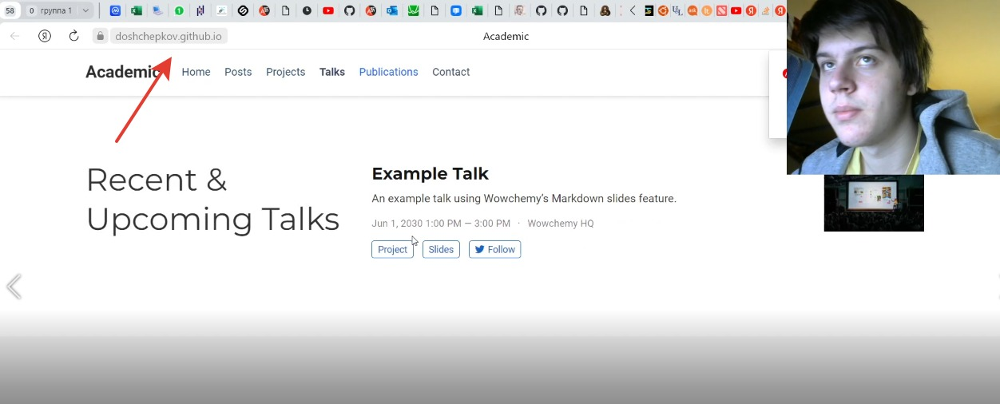 58 0 группа 1
doshchepkov.github.io Academic
Academic Home Posts Projects Talks Publications Contact
Recent &
Upcoming Talks
Example Talk
An example talk using Wowchemy’s Markdown slides feature.
Jun 1, 2030 1:00 PM — 3:00 PM · Wowchemy HQ
Project Slides Follow